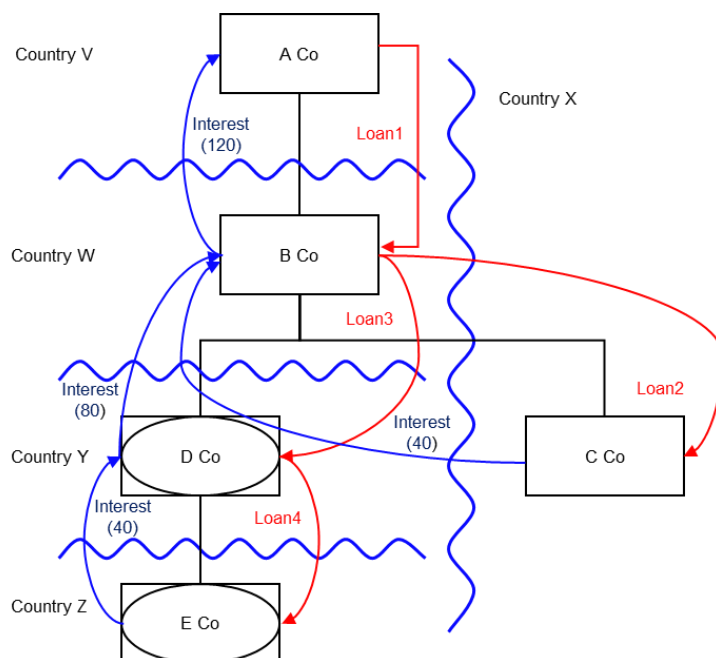 Country V
A Co
Country X
Interest
(120)
Loan1
Country W
B Co
Loan3
Interest
(80)
Loan2
Interest
(40)
Country Y
D Co
C Co
Interest
(40)
Loan4
Country Z
E Co